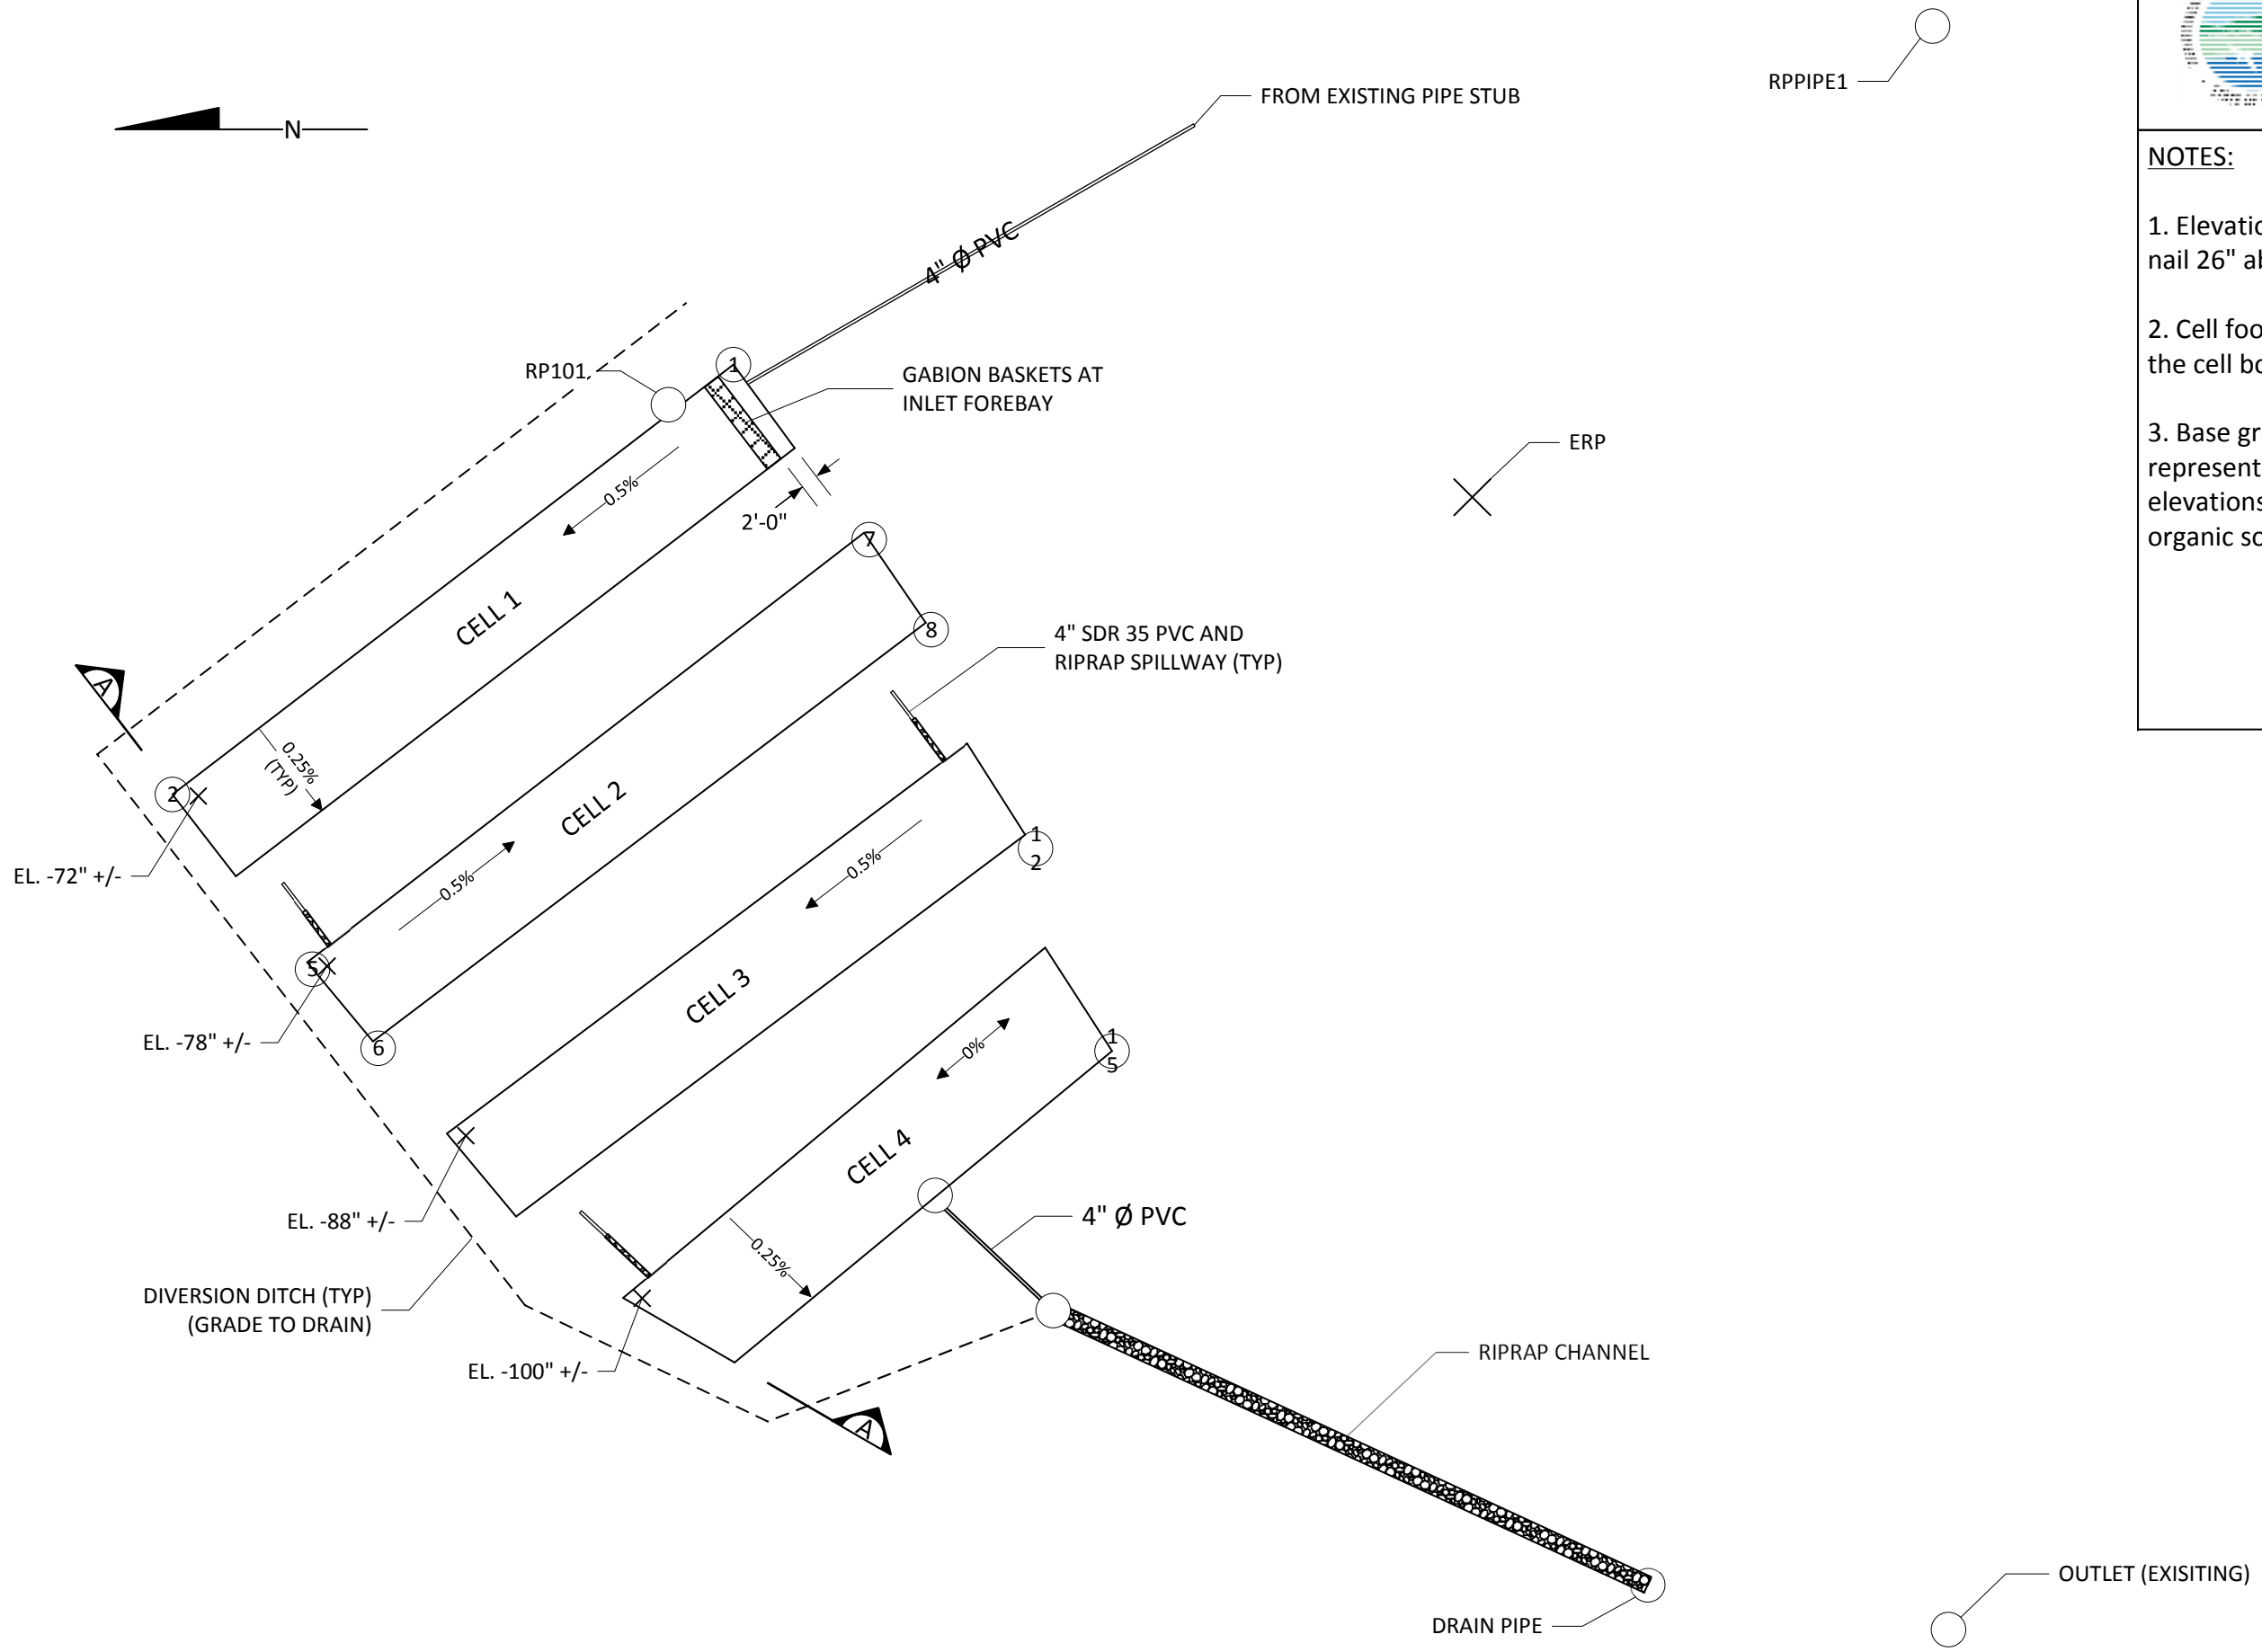 RPPIPE1
FROM EXISTING PIPE STUB
N
NOTES:
1. Elevatio
nail 26" ab
2. Cell foo
the cell bo
3. Base gr
represent
elevations
organic so
4" Ø PVC
RP101
1
GABION BASKETS AT
INLET FOREBAY
ERP
0.5%
2'-0"
7
CELL 1
8
4" SDR 35 PVC AND
RIPRAP SPILLWAY (TYP)
A
0.25%
(TYP)
2
CELL 2
EL. -72" +/-
0.5%
0.5%
1
2
5
CELL 3
EL. -78" +/-
6
0%
1
5
CELL 4
EL. -88" +/-
4" Ø PVC
0.25%
DIVERSION DITCH (TYP)
(GRADE TO DRAIN)
EL. -100" +/-
RIPRAP CHANNEL
A
OUTLET (EXISITING)
DRAIN PIPE